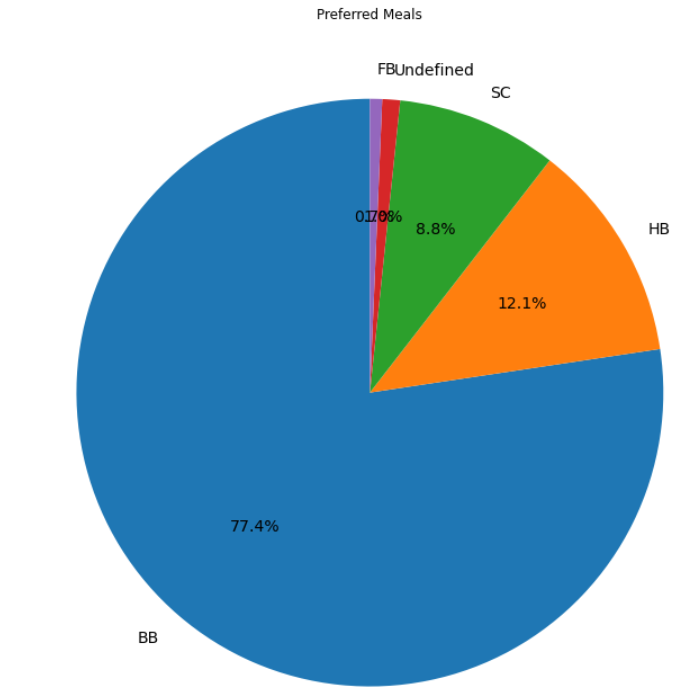 Preferred Meals
FB
Undefined
SC
HB
8.8%
12.1%
77.4%
BB